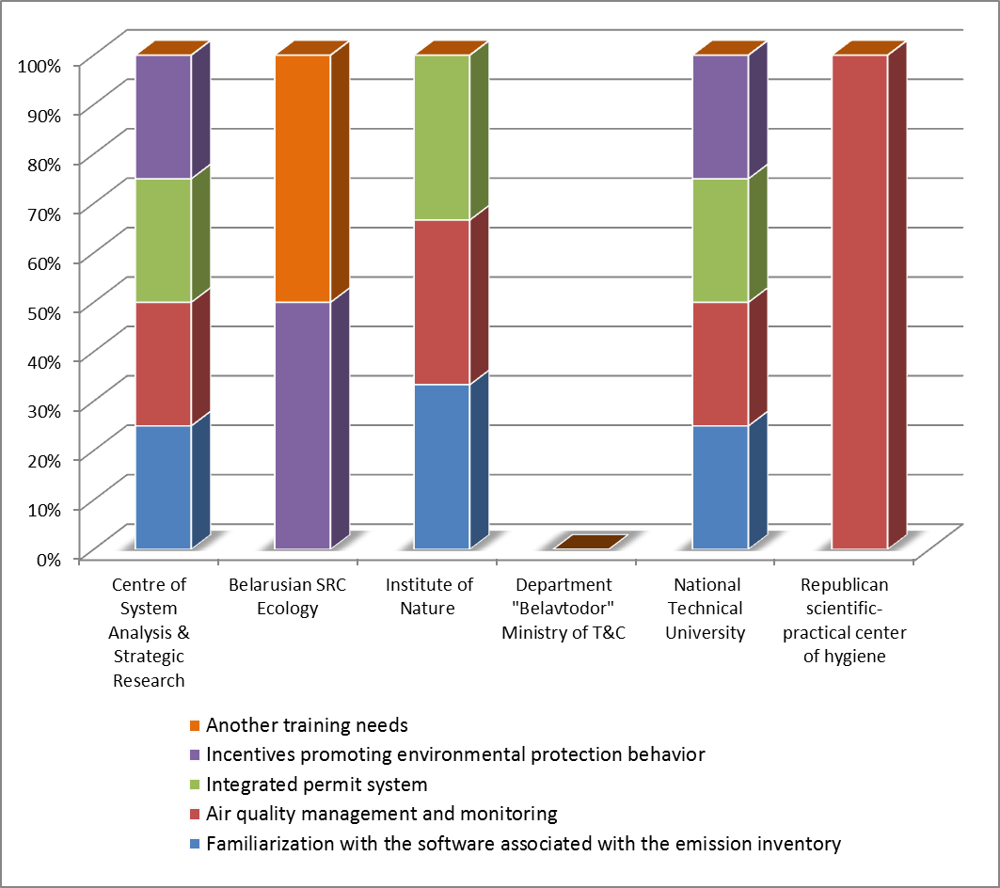 100%
90%
80%
70%
60%
50%
40%
30%
20%
10%
0%
Centre of
System
Analysis &
Strategic
Research
Belarusian SRC
Ecology
Institute of
Nature
Department
"Belavtodor"
Ministry of T&C
National
Technical
University
Republican
scientific-
practical center
of hygiene
Another training needs
Incentives promoting environmental protection behavior
Integrated permit system
Air quality management and monitoring
Familiarization with the software associated with the emission inventory